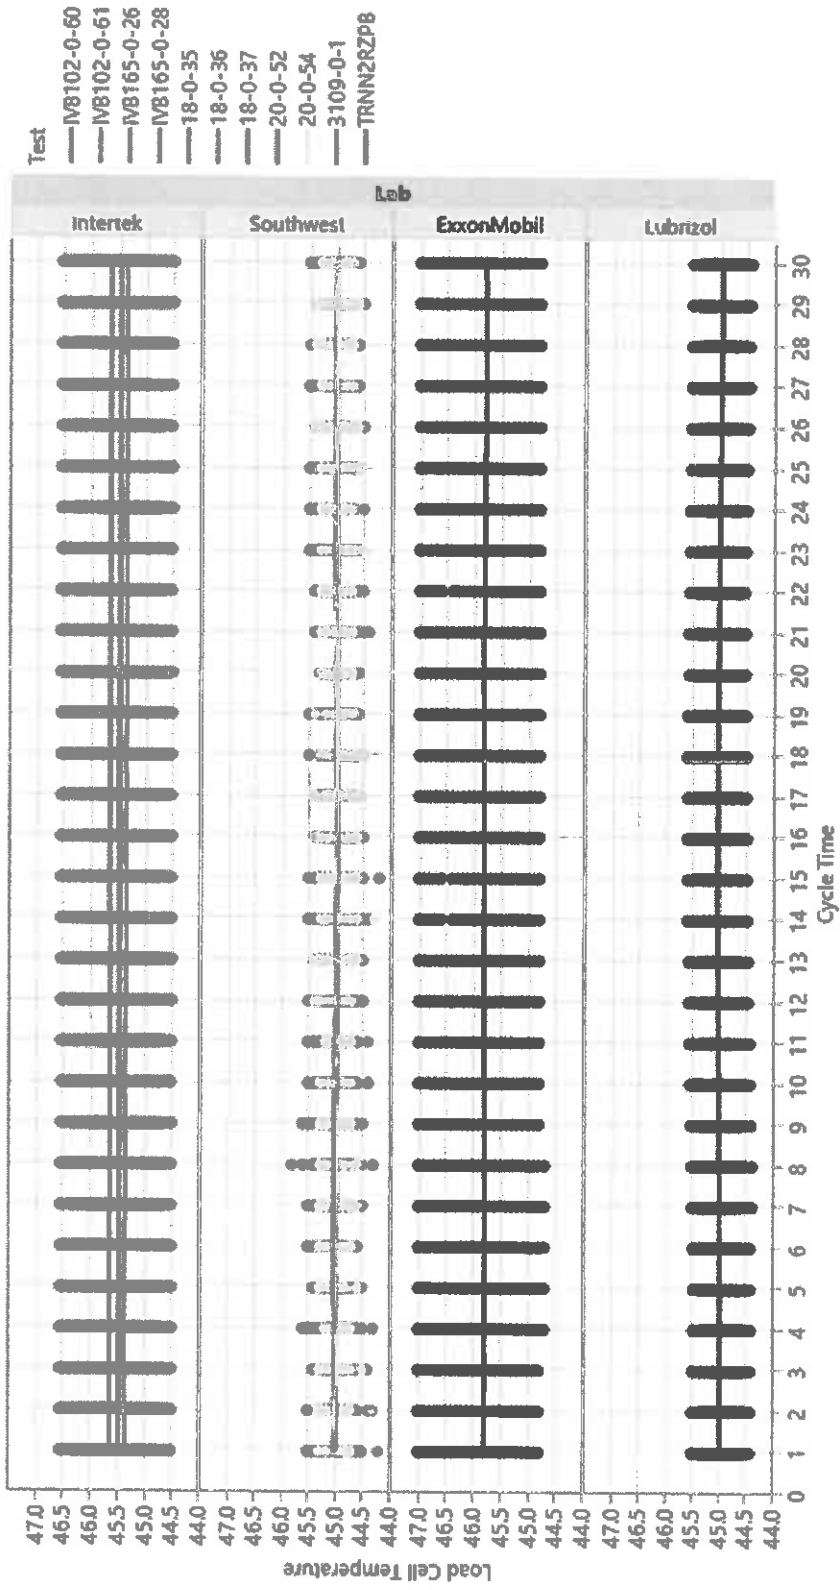 Test
IVB102-0-60
IVB102-0-61
IVB165-0-26
IVB165-0-28
18-0-35
18-0-36
18-0-37
20-0-52
20-0-54
3109-0-1
TRNN2RZPB
Lab
Intertek
Southwest
ExxonMobil
Lubrizol
47.0
46.5
46.0
45.5
45.0
44.5
44.0
47.0
46.5
46.0
45.5
45.0
44.5
44.0
47.0
46.5
46.0
45.5
45.0
44.5
44.0
47.0
46.5
46.0
45.5
45.0
44.5
44.0
Load Cell Temperature
0 1 2 3 4 5 6 7 8 9 10 11 12 13 14 15 16 17 18 19 20 21 22 23 24 25 26 27 28 29 30
Cycle Time